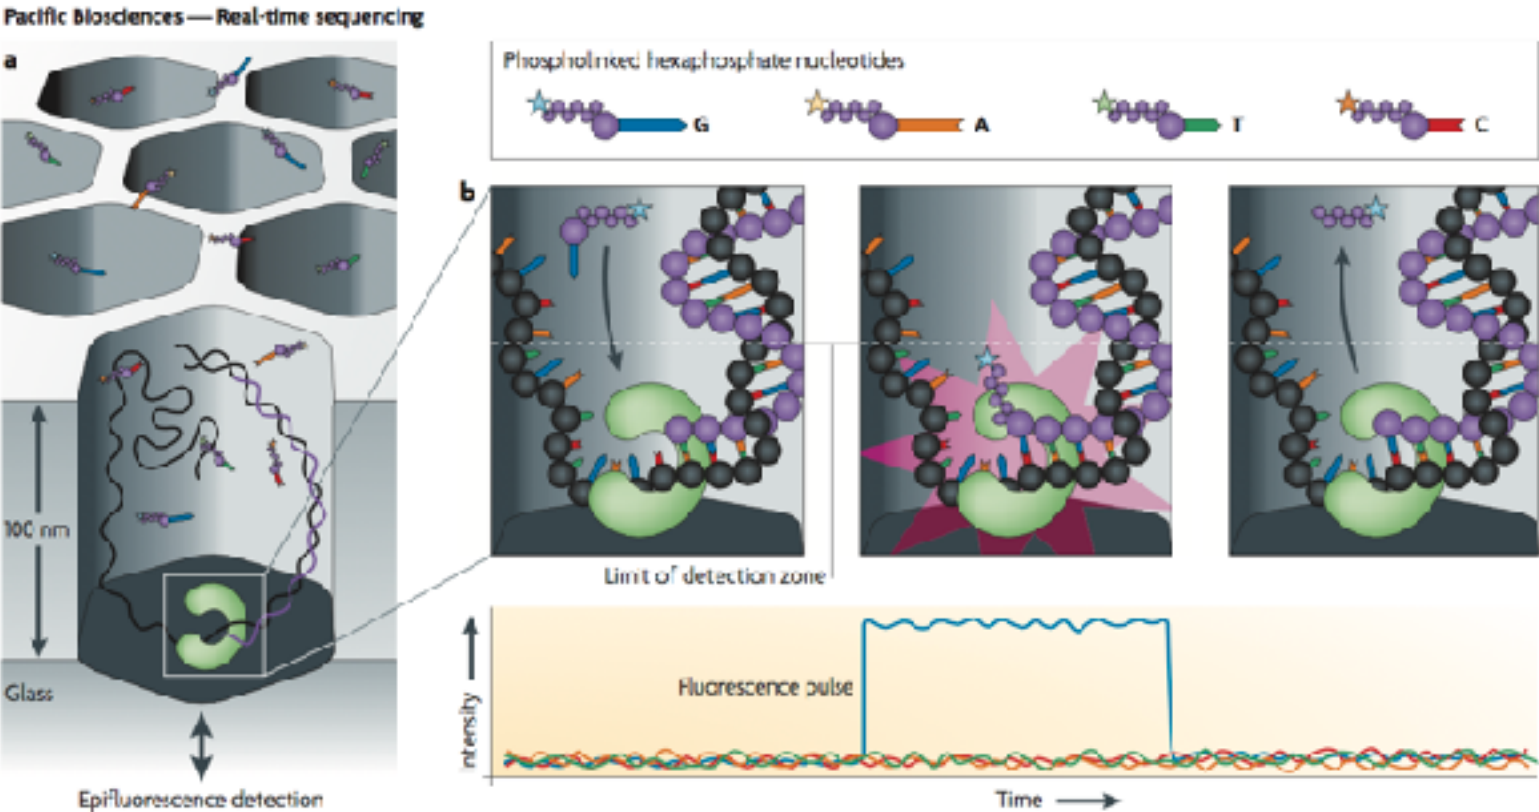 Pacific Biosciences — Real-time sequencing
a
Phospholinked hexaphosphate nucleotides
G
A
T
C
b
100 nm
Glass
Epifluorescence detection
Limit of detection zone
Intensity
Fluorescence pulse
Time